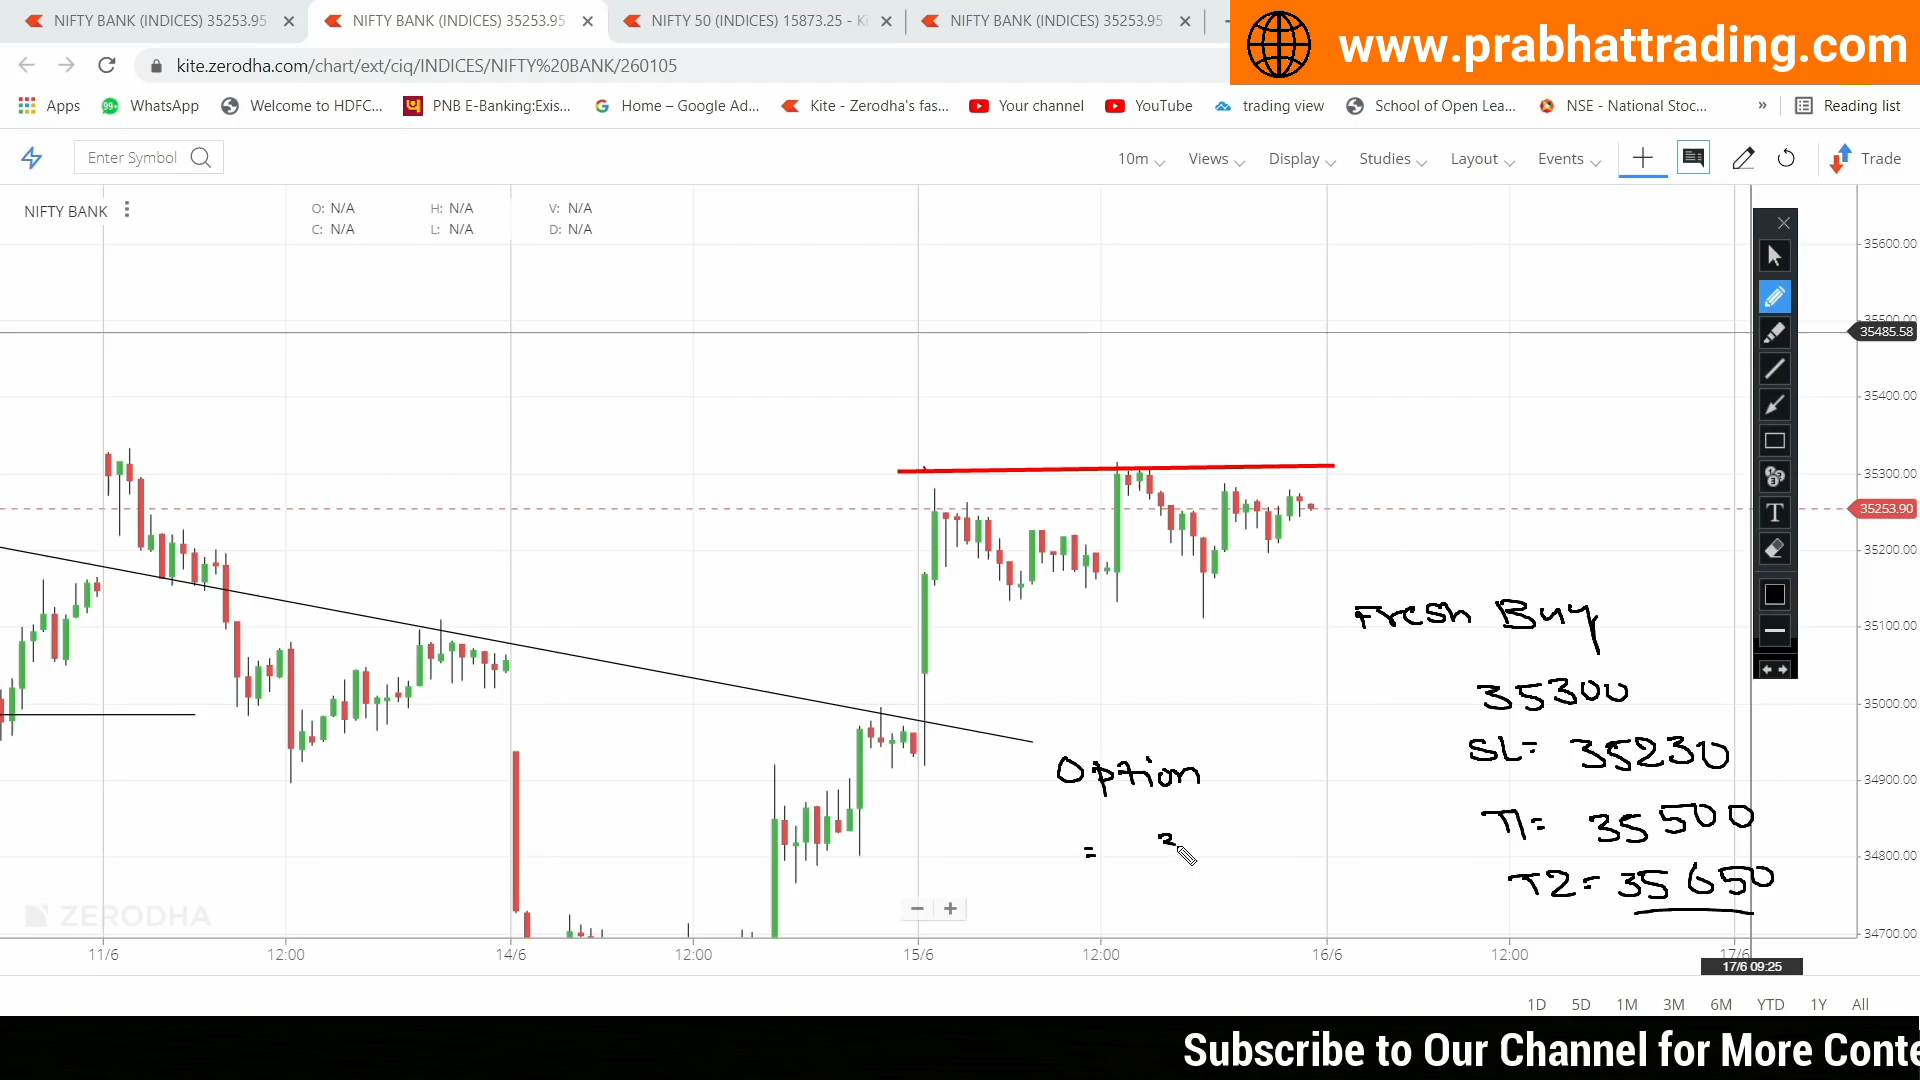 NIFTY BANK (INDICES) 35253.95
NIFTY BANK (INDICES) 35253.95
NIFTY 50 (INDICES) 15873.25 - K
NIFTY BANK (INDICES) 35253.95
www.prabhattrading.com
kite.zerodha.com/chart/ext/ciq/INDICES/NIFTY%20BANK/260105
Apps
WhatsApp
Welcome to HDFC...
PNB E-Banking:Exis...
Home – Google Ad...
Kite - Zerodha's fas...
Your channel
YouTube
trading view
School of Open Lea...
NSE - National Stoc...
»
Reading list
Enter Symbol
10m
Views
Display
Studies
Layout
Events
Trade
NIFTY BANK
O: N/A H: N/A V: N/A
C: N/A L: N/A D: N/A
35600.00
35500.00
35485.58
35400.00
35300.00
35253.90
35200.00
35100.00
35000.00
34900.00
34800.00
34700.00
Fresh Buy
35300
SL= 35230
T1= 35500
T2= 35650
Option
=
ZERODHA
11/6 12:00 14/6 12:00 15/6 12:00 16/6 12:00 17/6
17/6 09:25
1D 5D 1M 3M 6M YTD 1Y All
Subscribe to Our Channel for More Conte